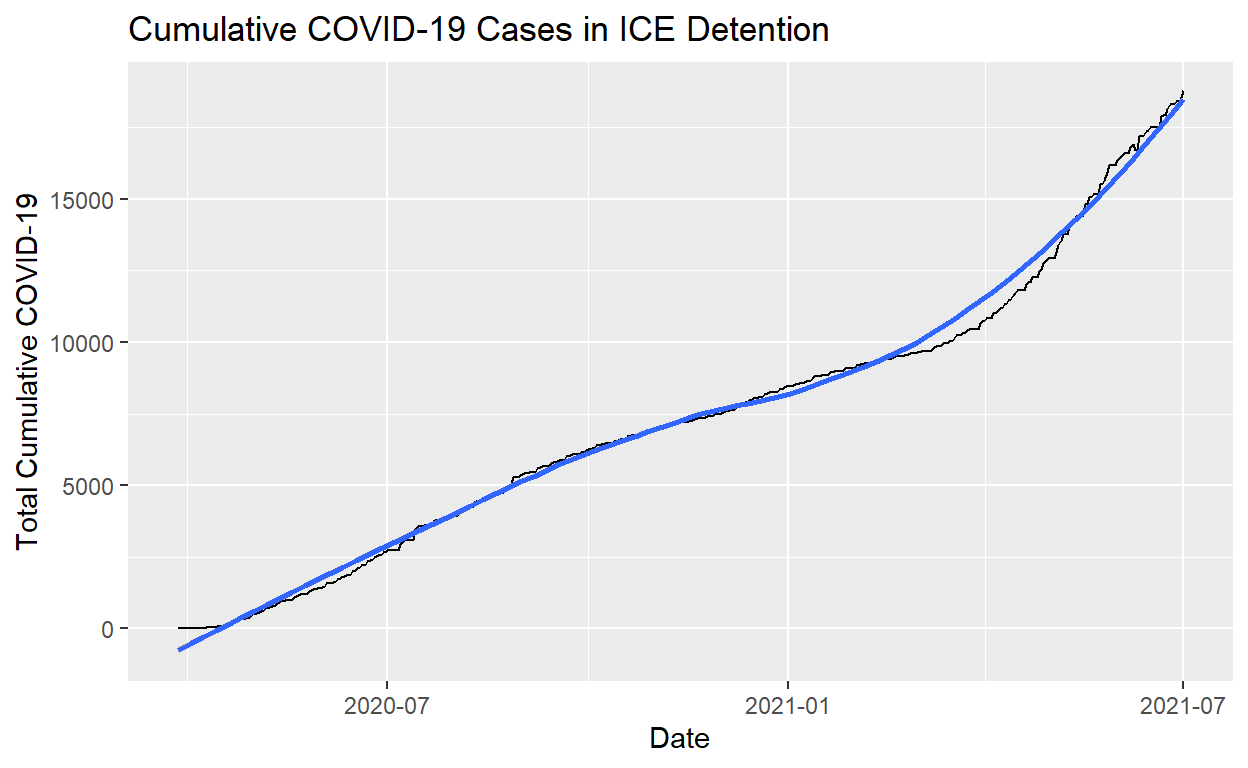 Cumulative COVID-19 Cases in ICE Detention
Total Cumulative COVID-19
15000
10000
5000
0
2020-07
2021-01
2021-07
Date